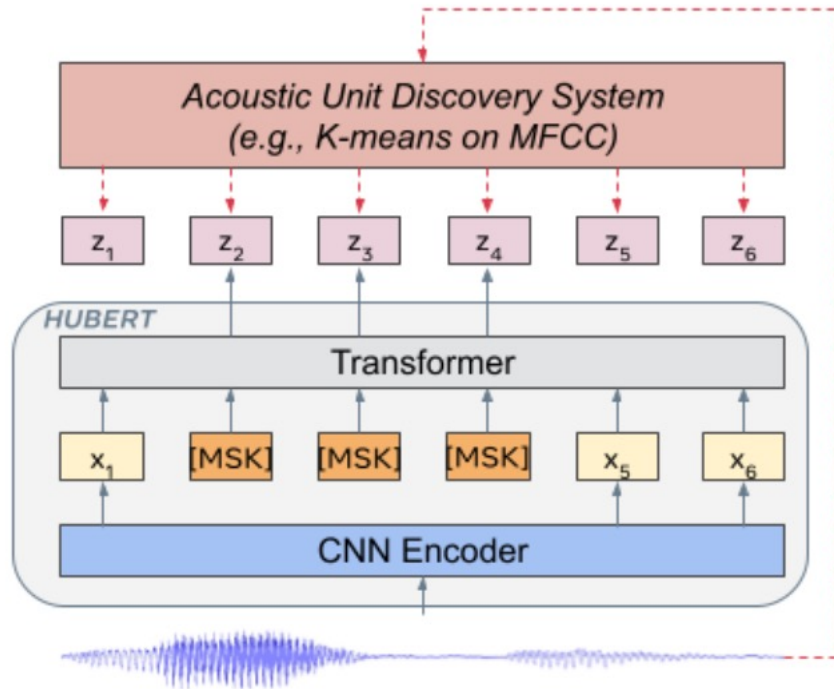 Acoustic Unit Discovery System
(e.g., K-means on MFCC)
z₁ z₂ z₃ z₄ z₅ z₆
HUBERT
Transformer
x₁ [MSK] [MSK] [MSK] x₅ x₆
CNN Encoder